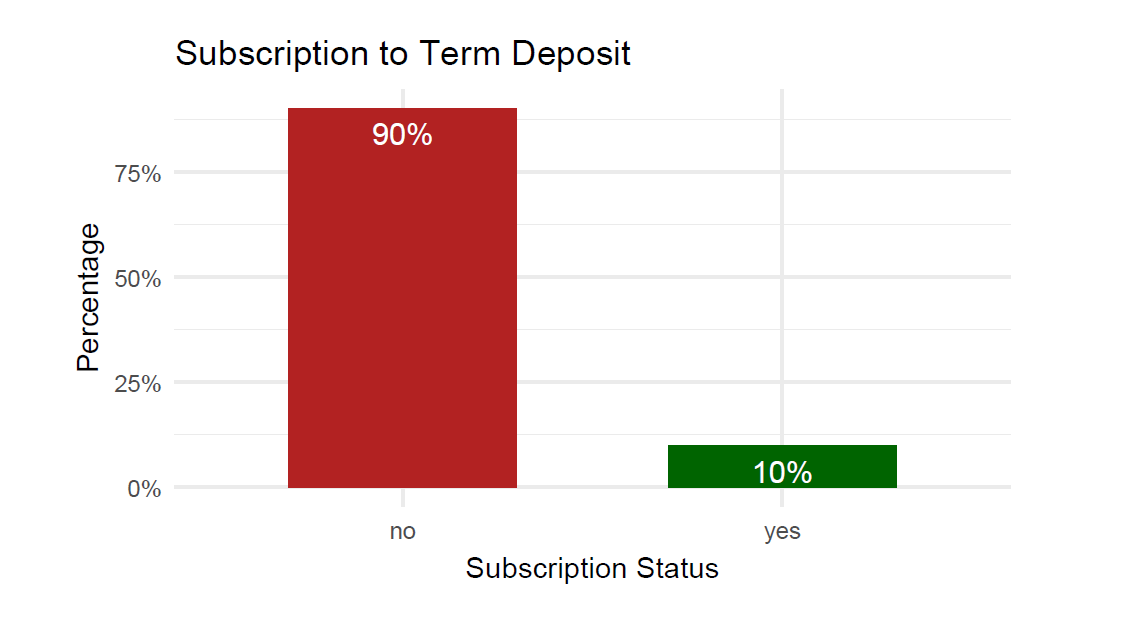 Subscription to Term Deposit
90%
75%
50%
25%
10%
0%
Percentage
no
yes
Subscription Status